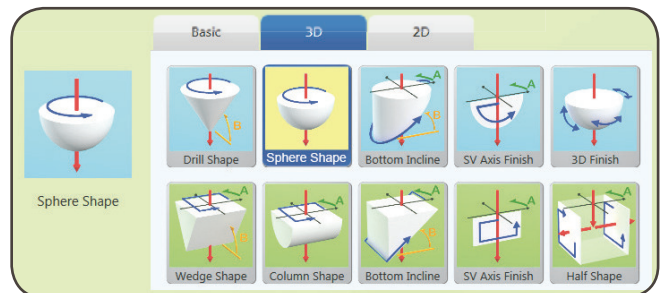 Basic 3D 2D
Sphere Shape
B
Drill Shape
Sphere Shape
A
B
Bottom Incline
A
SV Axis Finish
3D Finish
A
B
Wedge Shape
A
Column Shape
A
B
Bottom Incline
A
SV Axis Finish
Half Shape